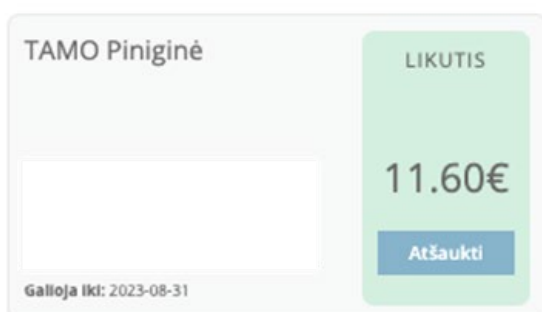 TAMO Piniginė
LIKUTIS
11.60€
Atšaukti
Galioja iki: 2023-08-31